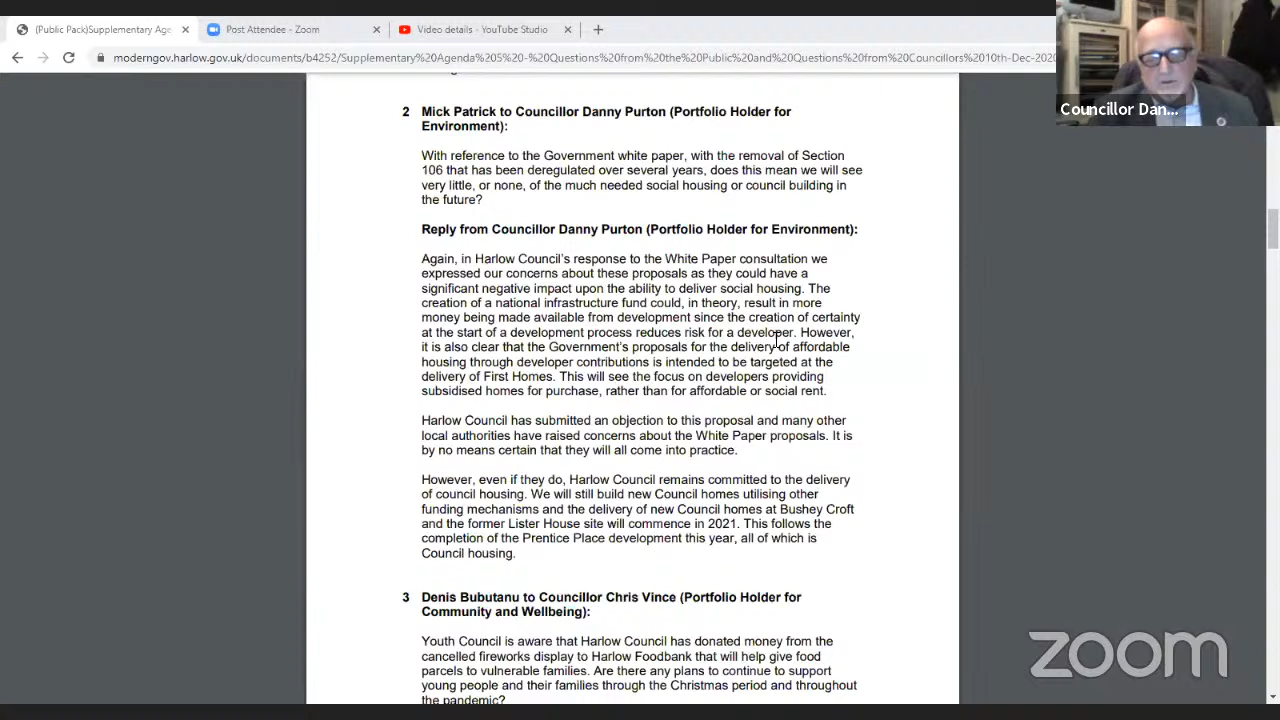 (Public Pack)Supplementary Age
Post Attendee - Zoom
Video details - YouTube Studio
moderngov.harlow.gov.uk/documents/b4252/Supplementary%20Agenda%205%20-%20Questions%20from%20the%20Public%20and%20Questions%20from%20Councillors%2010th-Dec-2020
Councillor Dan...
2 Mick Patrick to Councillor Danny Purton (Portfolio Holder for
Environment):
With reference to the Government white paper, with the removal of Section
106 that has been deregulated over several years, does this mean we will see
very little, or none, of the much needed social housing or council building in
the future?
Reply from Councillor Danny Purton (Portfolio Holder for Environment):
Again, in Harlow Council's response to the White Paper consultation we
expressed our concerns about these proposals as they could have a
significant negative impact upon the ability to deliver social housing. The
creation of a national infrastructure fund could, in theory, result in more
money being made available from development since the creation of certainty
at the start of a development process reduces risk for a developer. However,
it is also clear that the Government's proposals for the delivery of affordable
housing through developer contributions is intended to be targeted at the
delivery of First Homes. This will see the focus on developers providing
subsidised homes for purchase, rather than for affordable or social rent.
Harlow Council has submitted an objection to this proposal and many other
local authorities have raised concerns about the White Paper proposals. It is
by no means certain that they will all come into practice.
However, even if they do, Harlow Council remains committed to the delivery
of council housing. We will still build new Council homes utilising other
funding mechanisms and the delivery of new Council homes at Bushey Croft
and the former Lister House site will commence in 2021. This follows the
completion of the Prentice Place development this year, all of which is
Council housing.
3 Denis Bubutanu to Councillor Chris Vince (Portfolio Holder for
Community and Wellbeing):
Youth Council is aware that Harlow Council has donated money from the
cancelled fireworks display to Harlow Foodbank that will help give food
parcels to vulnerable families. Are there any plans to continue to support
young people and their families through the Christmas period and throughout
the pandemic?
zoom